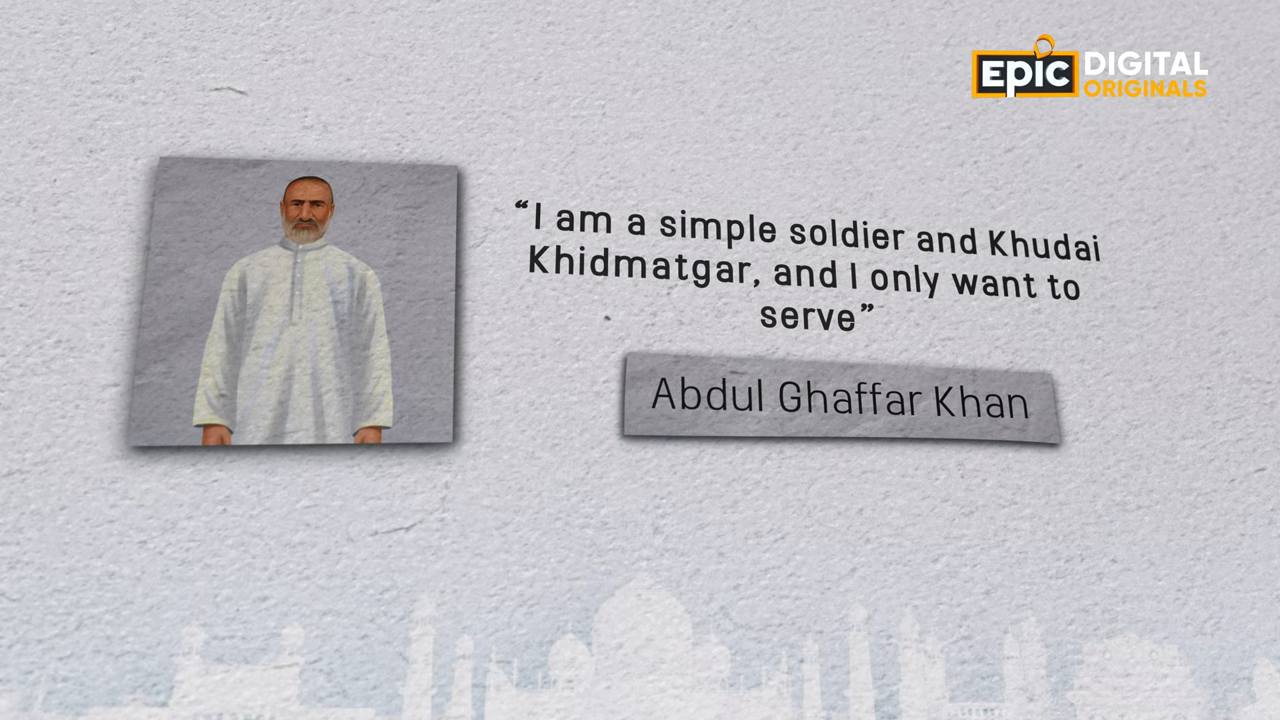 EPIC DIGITAL
ORIGINALS
“I am a simple soldier and Khudai
Khidmatgar, and I only want to
serve”
Abdul Ghaffar Khan